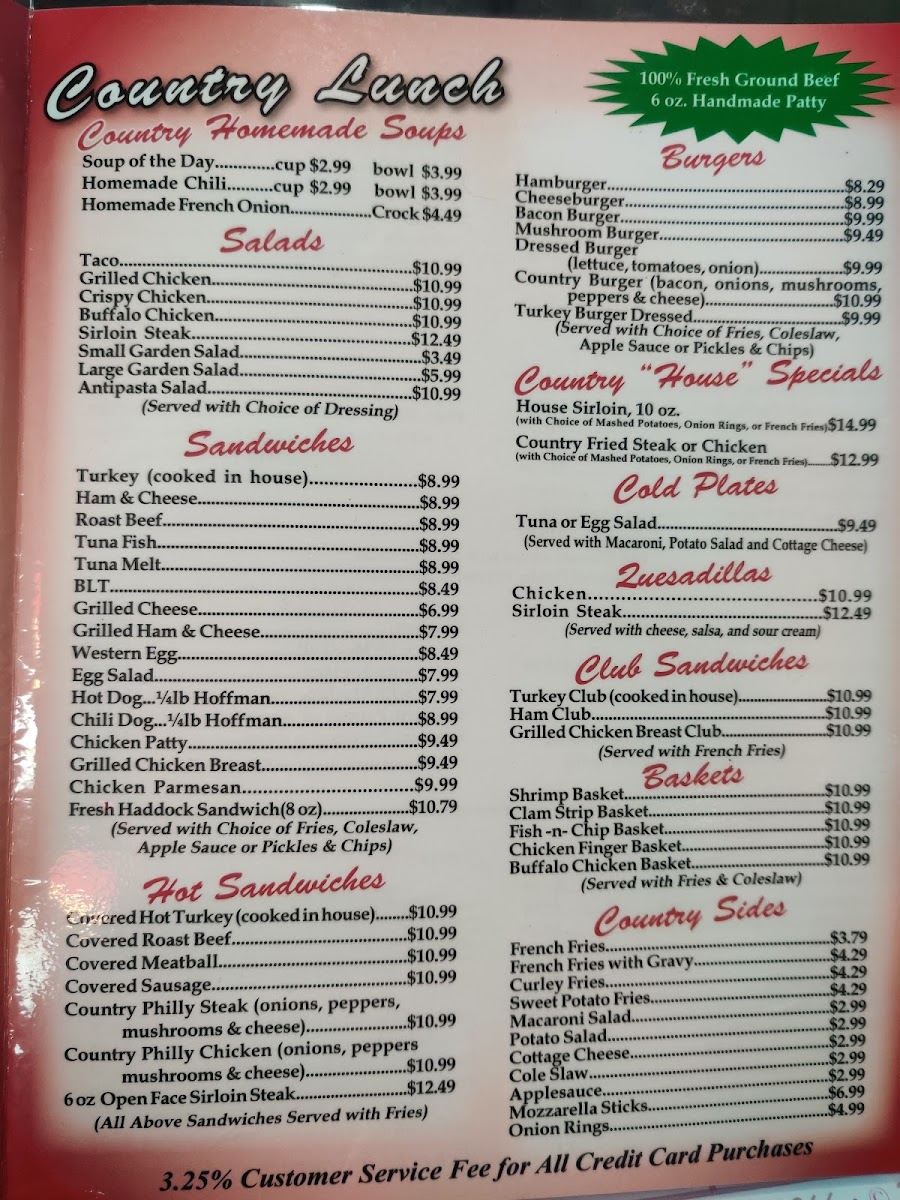 Country Lunch
Country Homemade Soups
Soup of the Day............cup $2.99 bowl $3.99
Homemade Chili..........cup $2.99 bowl $3.99
Homemade French Onion...................Crock $4.49
Salads
Taco....................$10.99
Grilled Chicken....................$10.99
Crispy Chicken....................$10.99
Buffalo Chicken....................$10.99
Sirloin Steak....................$12.49
Small Garden Salad....................$3.49
Large Garden Salad....................$5.99
Antipasta Salad....................$10.99
(Served with Choice of Dressing)
Sandwiches
Turkey (cooked in house)....................$8.99
Ham & Cheese....................$8.99
Roast Beef....................$8.99
Tuna Fish....................$8.99
Tuna Melt....................$8.99
BLT....................$8.49
Grilled Cheese....................$6.99
Grilled Ham & Cheese....................$7.99
Western Egg....................$8.49
Egg Salad....................$7.99
Hot Dog...¼lb Hoffman....................$7.99
Chili Dog...¼lb Hoffman....................$8.99
Chicken Patty....................$9.49
Grilled Chicken Breast....................$9.49
Chicken Parmesan....................$9.99
Fresh Haddock Sandwich(8 oz)....................$10.79
(Served with Choice of Fries, Coleslaw,
Apple Sauce or Pickles & Chips)
Hot Sandwiches
Covered Hot Turkey (cooked in house)........$10.99
Covered Roast Beef....................$10.99
Covered Meatball....................$10.99
Covered Sausage....................$10.99
Country Philly Steak (onions, peppers,
mushrooms & cheese)....................$10.99
Country Philly Chicken (onions, peppers
mushrooms & cheese)....................$10.99
6 oz Open Face Sirloin Steak....................$12.49
(All Above Sandwiches Served with Fries)
100% Fresh Ground Beef
6 oz. Handmade Patty
Burgers
Hamburger....................$8.29
Cheeseburger....................$8.99
Bacon Burger....................$9.99
Mushroom Burger....................$9.49
Dressed Burger
(lettuce, tomatoes, onion)....................$9.99
Country Burger (bacon, onions, mushrooms,
peppers & cheese)....................$10.99
Turkey Burger Dressed....................$9.99
(Served with Choice of Fries, Coleslaw,
Apple Sauce or Pickles & Chips)
Country "House" Specials
House Sirloin, 10 oz.
(with Choice of Mashed Potatoes, Onion Rings, or French Fries)$14.99
Country Fried Steak or Chicken
(with Choice of Mashed Potatoes, Onion Rings, or French Fries)........$12.99
Cold Plates
Tuna or Egg Salad....................$9.49
(Served with Macaroni, Potato Salad and Cottage Cheese)
Quesadillas
Chicken....................$10.99
Sirloin Steak....................$12.49
(Served with cheese, salsa, and sour cream)
Club Sandwiches
Turkey Club (cooked in house)....................$10.99
Ham Club....................$10.99
Grilled Chicken Breast Club....................$10.99
(Served with French Fries)
Baskets
Shrimp Basket....................$10.99
Clam Strip Basket....................$10.99
Fish -n- Chip Basket....................$10.99
Chicken Finger Basket....................$10.99
Buffalo Chicken Basket....................$10.99
(Served with Fries & Coleslaw)
Country Sides
French Fries....................$3.79
French Fries with Gravy....................$4.29
Curley Fries....................$4.29
Sweet Potato Fries....................$4.29
Macaroni Salad....................$2.99
Potato Salad....................$2.99
Cottage Cheese....................$2.99
Cole Slaw....................$2.99
Applesauce....................$2.99
Mozzarella Sticks....................$6.99
Onion Rings....................$4.99
3.25% Customer Service Fee for All Credit Card Purchases